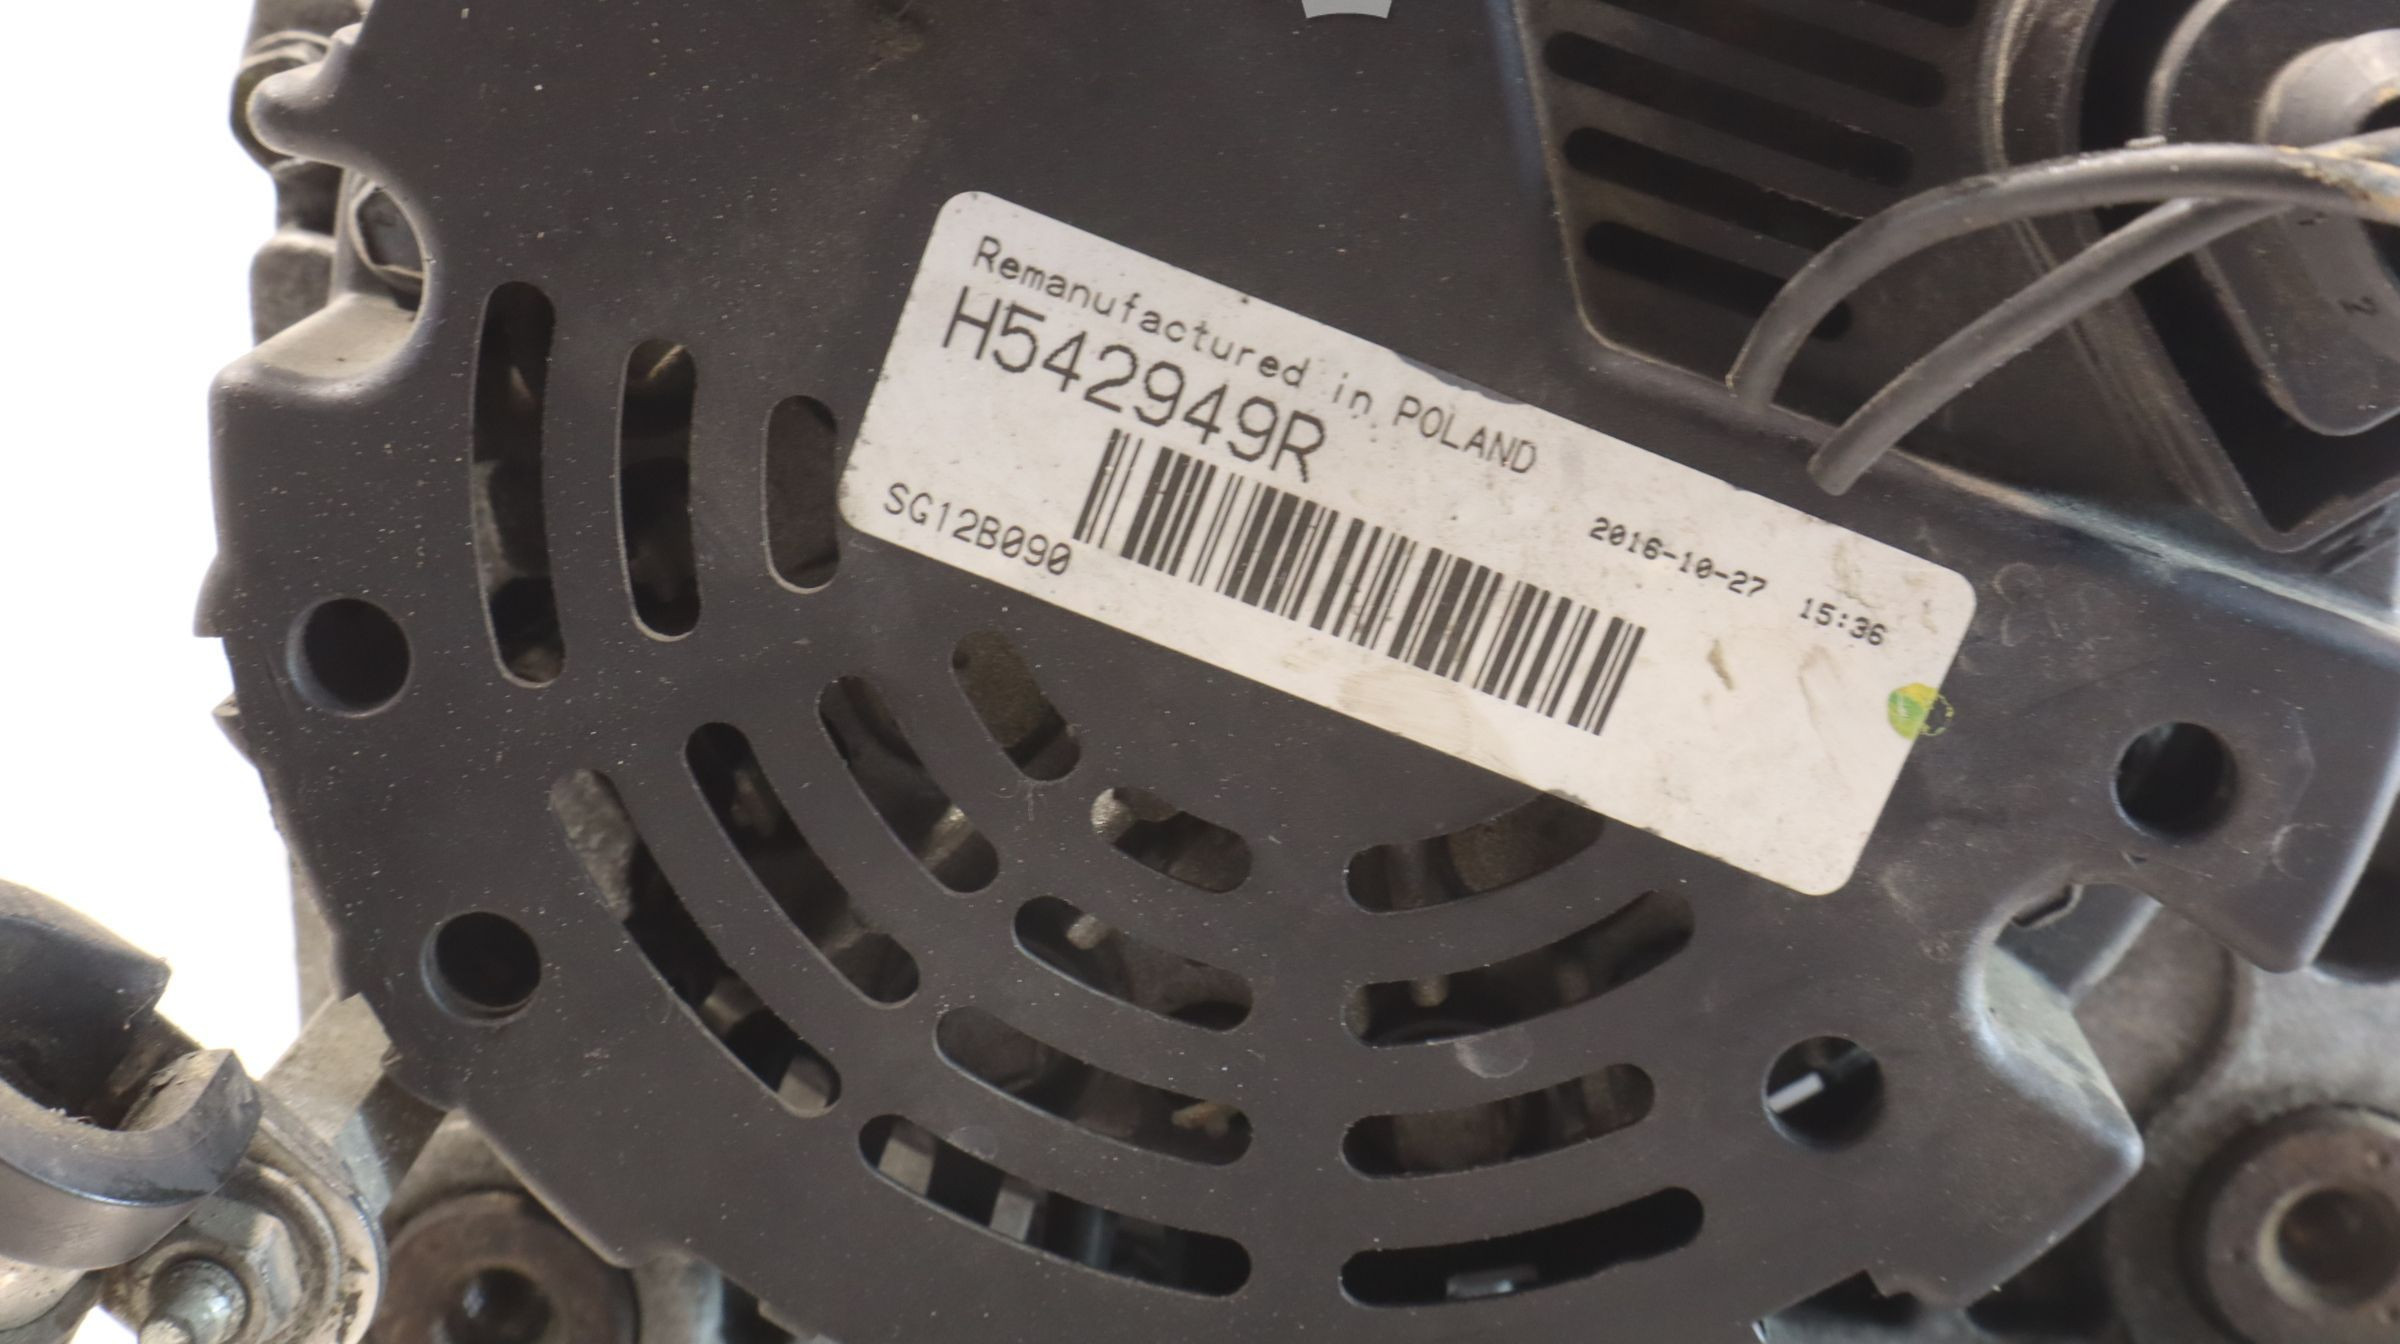 Remanufactured in POLAND
H542949R
2016-10-27 15:36
SG12B090